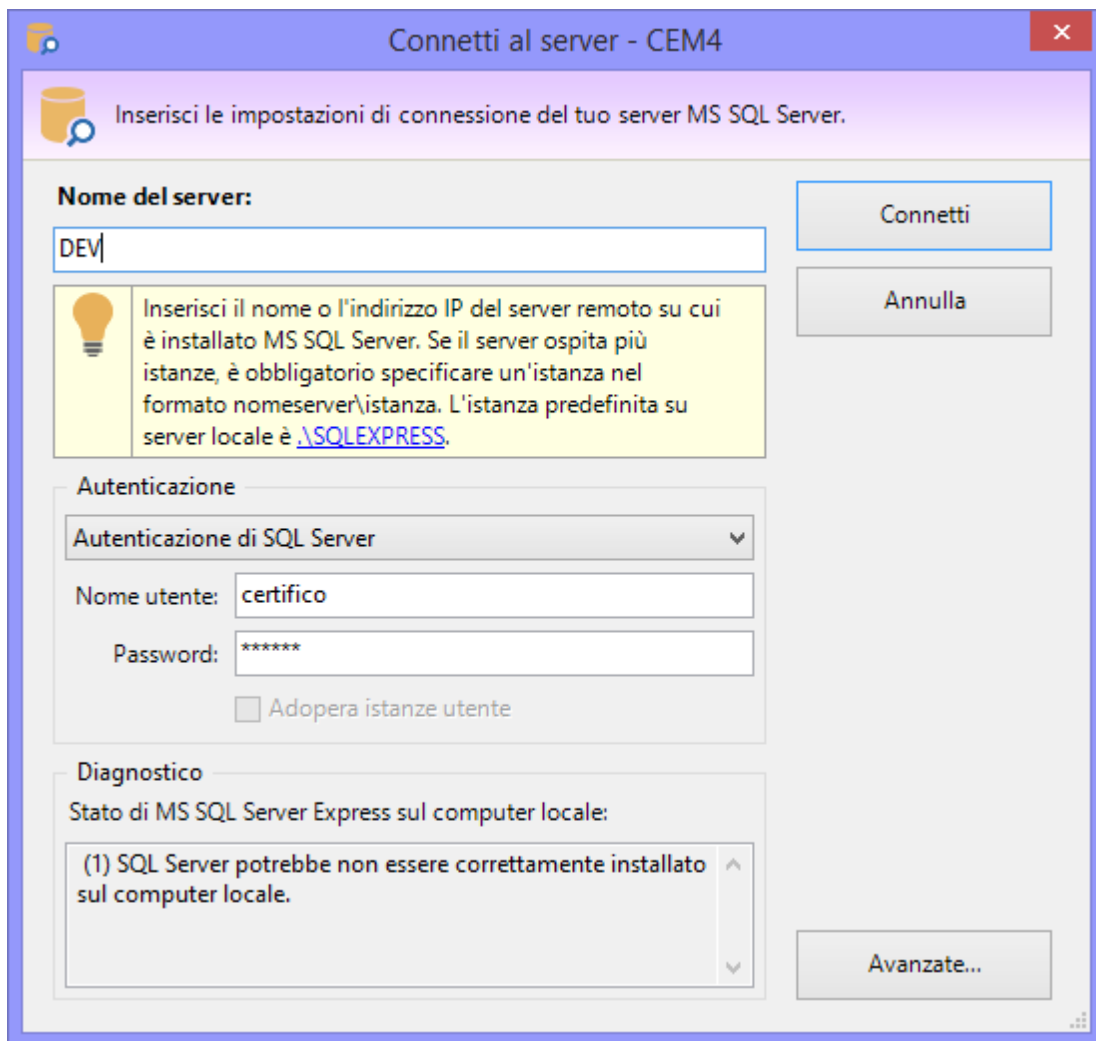 Connetti al server - CEM4
Inserisci le impostazioni di connessione del tuo server MS SQL Server.
Nome del server:
DEV
Connetti
Annulla
Inserisci il nome o l'indirizzo IP del server remoto su cui
è installato MS SQL Server. Se il server ospita più
istanze, è obbligatorio specificare un'istanza nel
formato nomeserver\istanza. L'istanza predefinita su
server locale è .\SQLEXPRESS.
Autenticazione
Autenticazione di SQL Server
Nome utente: certifico
Password: ******
Adopera istanze utente
Diagnostico
Stato di MS SQL Server Express sul computer locale:
(1) SQL Server potrebbe non essere correttamente installato
sul computer locale.
Avanzate...